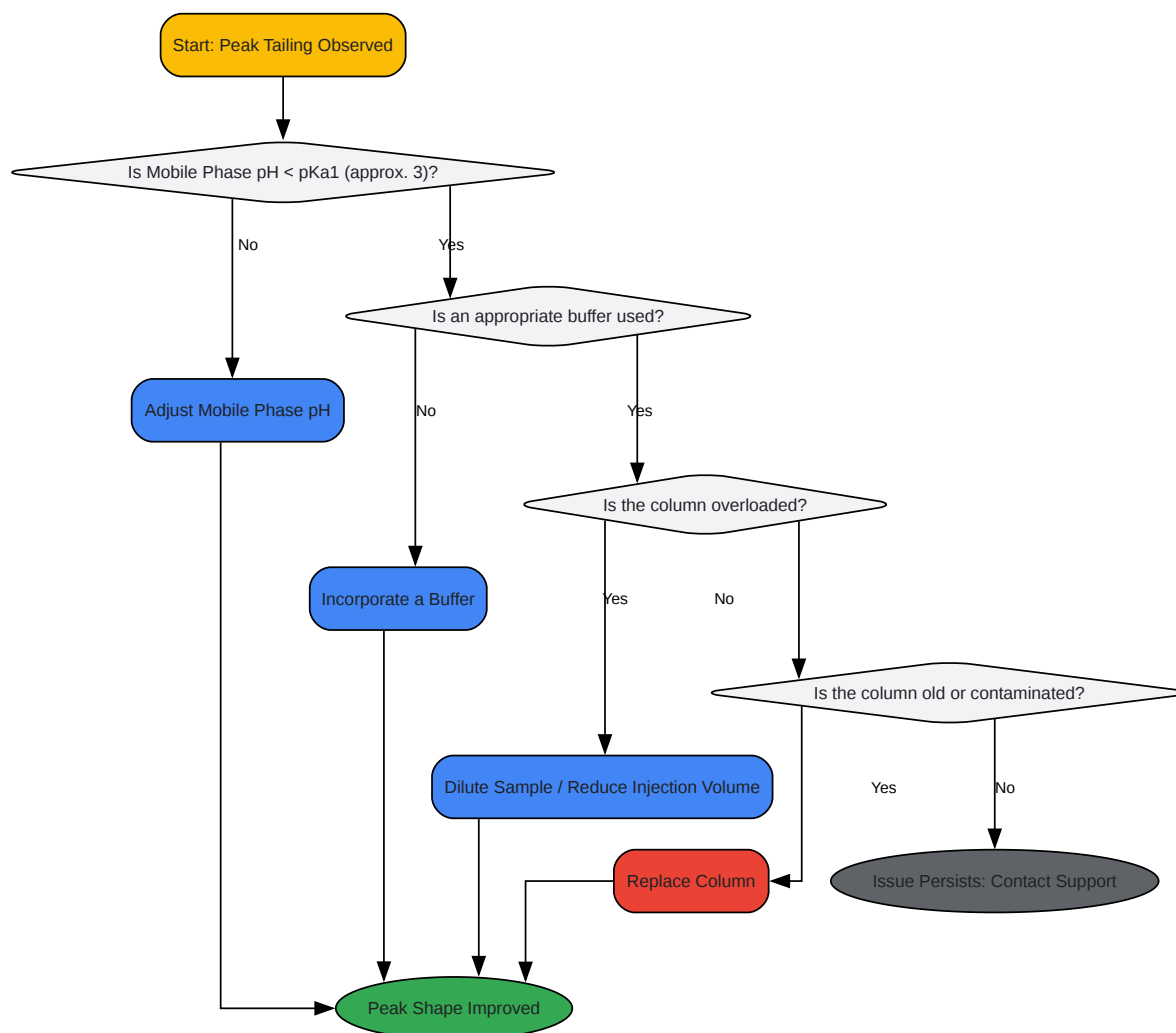 Start: Peak Tailing Observed
Is Mobile Phase pH < pKa1 (approx. 3)?
No
Yes
Is an appropriate buffer used?
Adjust Mobile Phase pH
No
Yes
Is the column overloaded?
Incorporate a Buffer
Yes
No
Is the column old or contaminated?
Dilute Sample / Reduce Injection Volume
Yes
No
Replace Column
Issue Persists: Contact Support
Peak Shape Improved